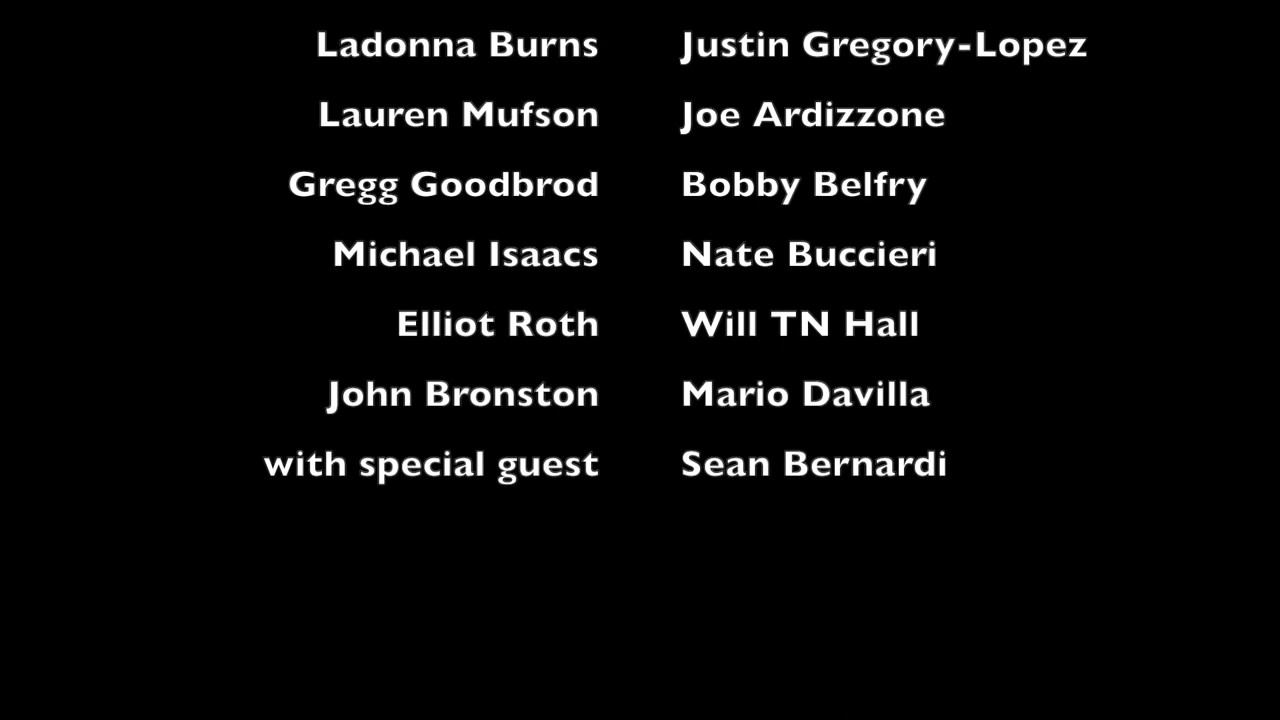 Ladonna Burns Justin Gregory-Lopez
Lauren Mufson Joe Ardizzone
Gregg Goodbrod Bobby Belfry
Michael Isaacs Nate Buccieri
Elliot Roth Will TN Hall
John Bronston Mario Davilla
with special guest Sean Bernardi